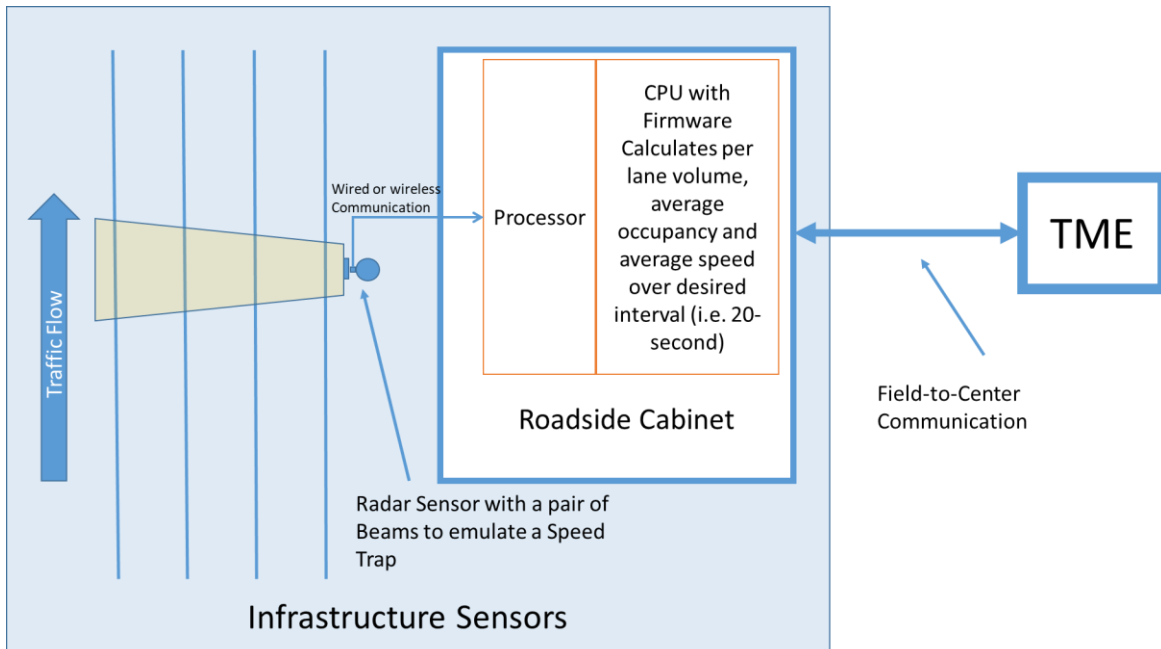 Traffic Flow
Wired or wireless
Communication
Processor
CPU with
Firmware
Calculates per
lane volume,
average
occupancy and
average speed
over desired
interval (i.e. 20-
second)
Roadside Cabinet
TME
Field-to-Center
Communication
Radar Sensor with a pair of
Beams to emulate a Speed
Trap
Infrastructure Sensors